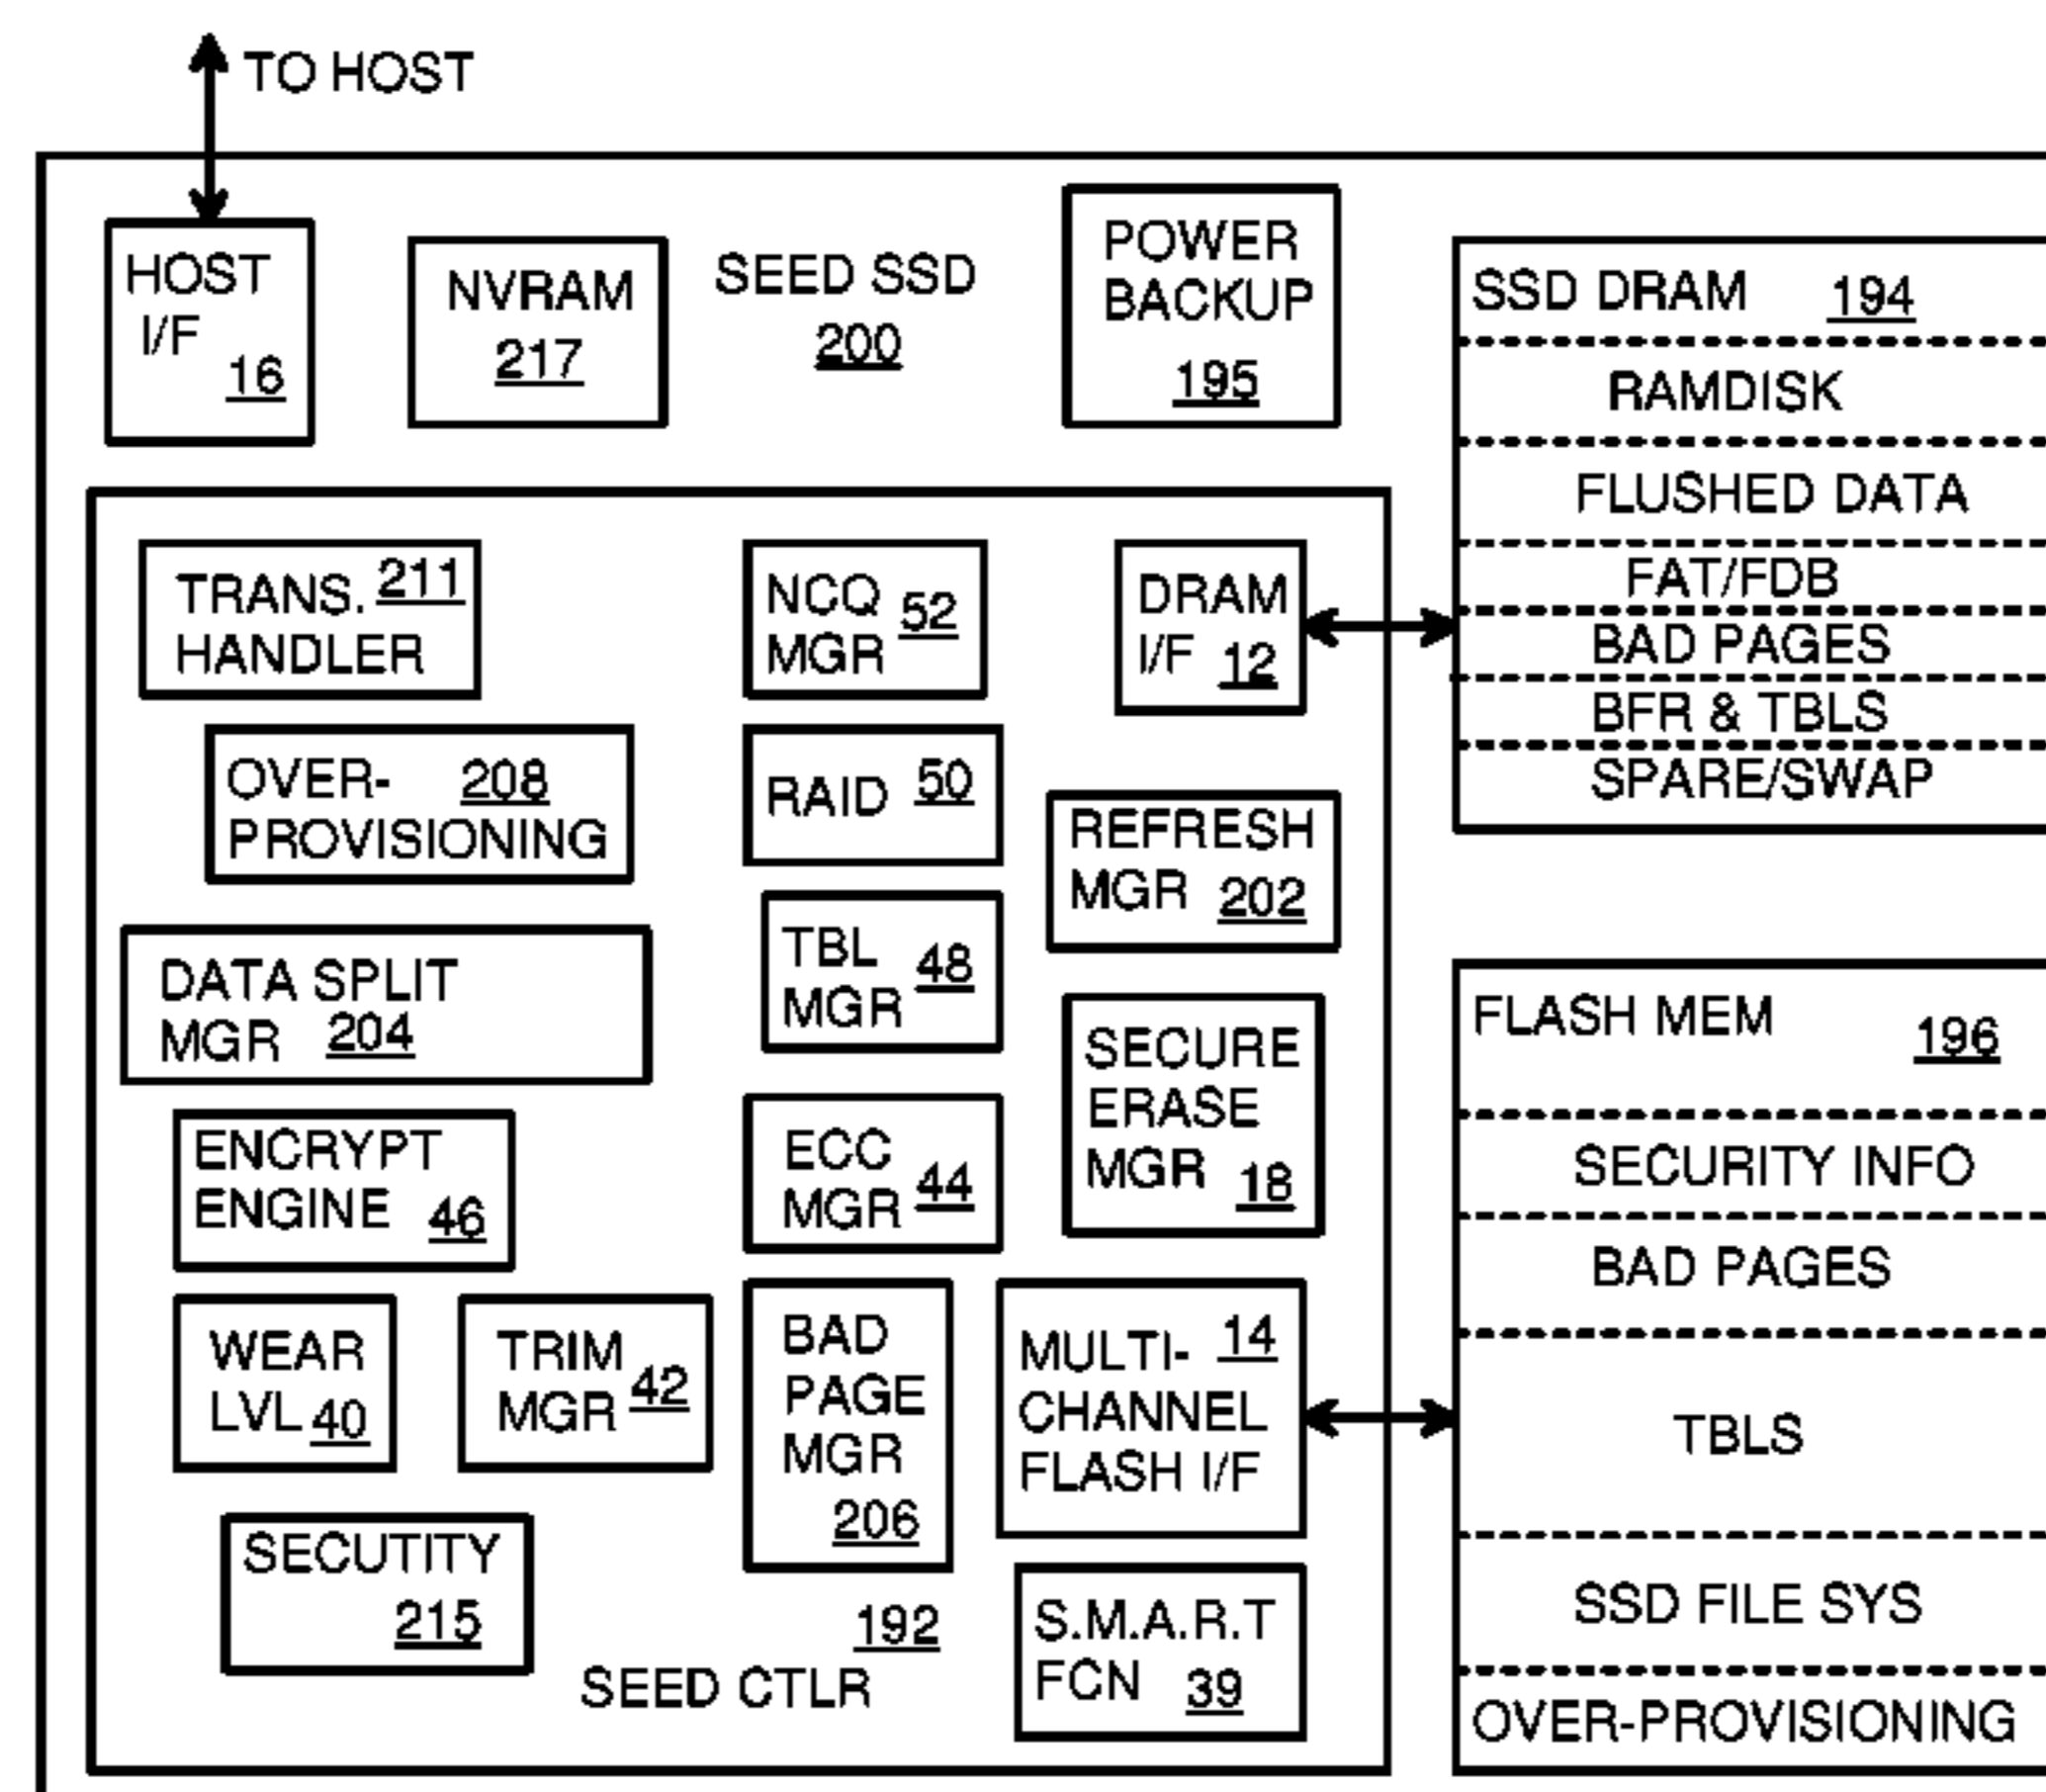 TO HOST
HOST
I/F
16
NVRAM
217
SEED SSD
200
POWER
BACKUP
195
TRANS. 211
HANDLER
OVER- 208
PROVISIONING
DATA SPLIT
MGR 204
ENCRYPT
ENGINE 46
WEAR
LVL 40
TRIM
MGR 42
SECUTITY
215
NCQ
MGR 52
RAID 50
TBL
MGR 48
ECC
MGR 44
BAD
PAGE
MGR
206
192
SEED CTLR
DRAM
I/F 12
REFRESH
MGR 202
SECURE
ERASE
MGR 18
MULTI- 14
CHANNEL
FLASH I/F
S.M.A.R.T
FCN 39
SSD DRAM 194
RAMDISK
FLUSHED DATA
FAT/FDB
BAD PAGES
BFR & TBLS
SPARE/SWAP
FLASH MEM 196
SECURITY INFO
BAD PAGES
TBLS
SSD FILE SYS
OVER-PROVISIONING